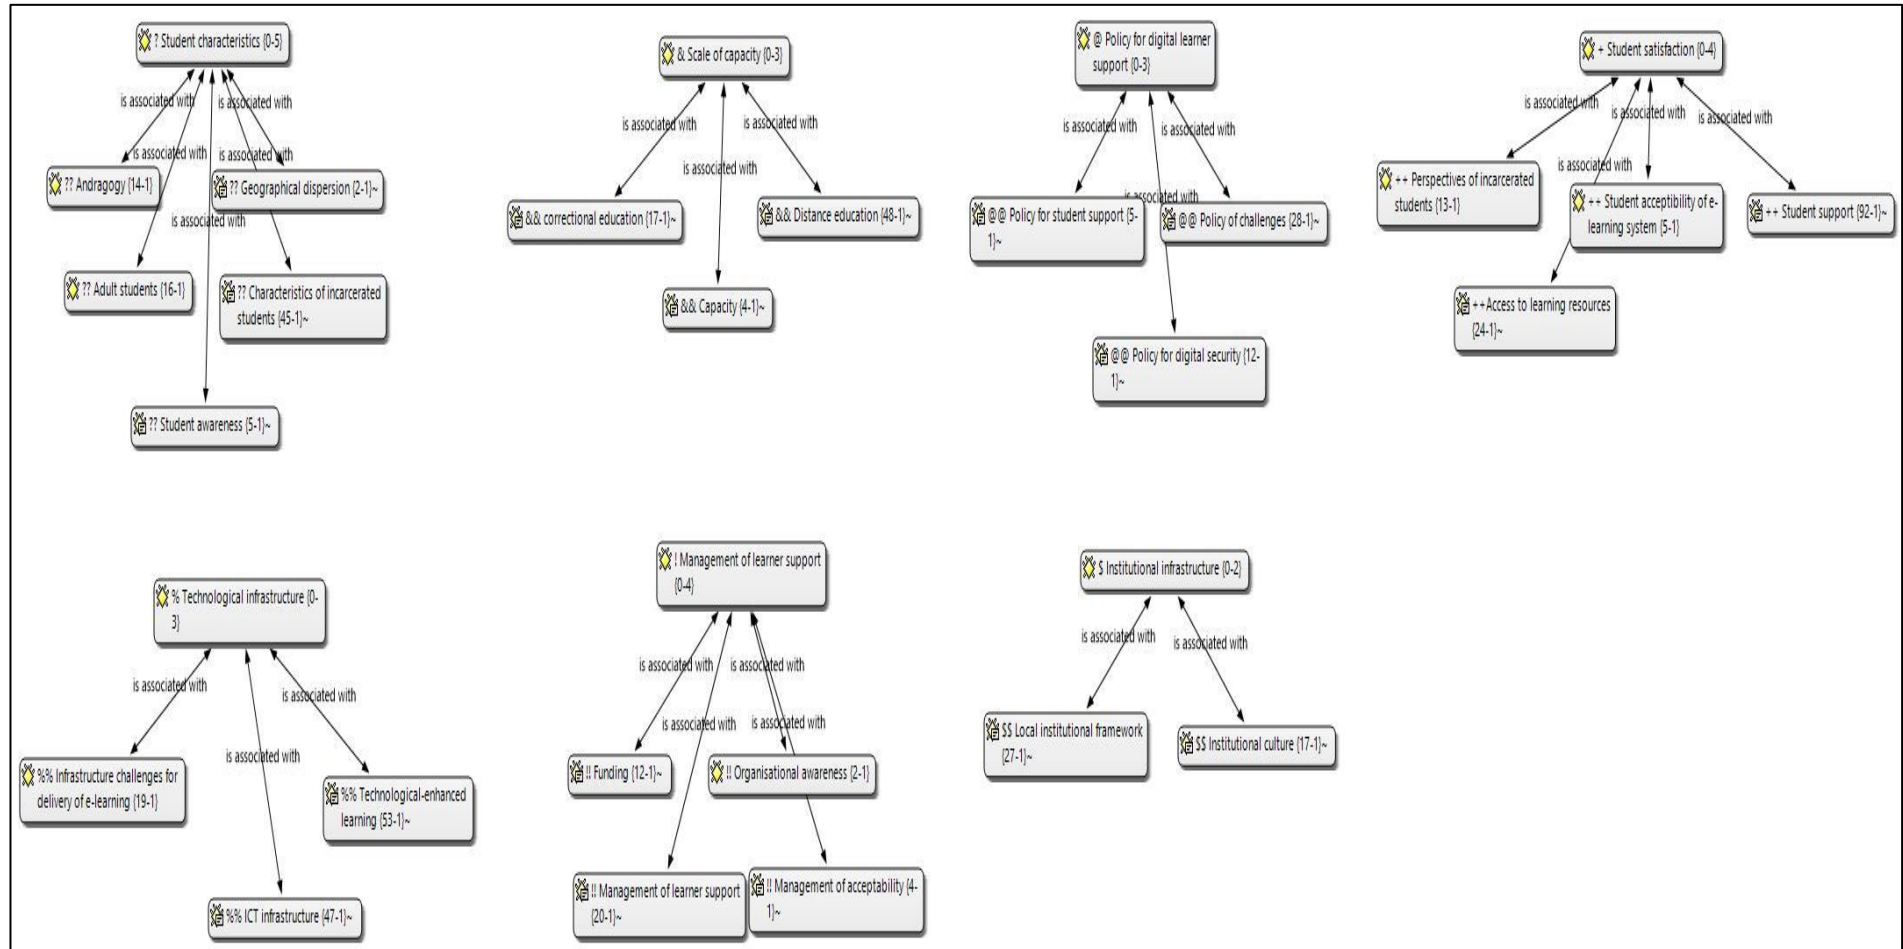 ? Student characteristics {0-5}
is associated with
is associated with
is associated with
is associated with
is associated with
?? Andragogy {14-1}
?? Geographical dispersion {2-1}~
?? Adult students {16-1}
?? Characteristics of incarcerated
students {45-1}~
?? Student awareness {5-1}~
& Scale of capacity {0-3}
is associated with
is associated with
is associated with
&& correctional education {17-1}~
&& Distance education {48-1}~
&& Capacity {4-1}~
@ Policy for digital learner
support {0-3}
is associated with
is associated with
is associated with
@@ Policy for student support {5-
1}~
@@ Policy of challenges {28-1}~
@@ Policy for digital security {12-
1}~
+ Student satisfaction {0-4}
is associated with
is associated with
is associated with
is associated with
++ Perspectives of incarcerated
students {13-1}
++ Student acceptibility of e-
learning system {5-1}
++ Student support {92-1}~
++Access to learning resources
{24-1}~
% Technological infrastructure {0-
3}
is associated with
is associated with
is associated with
%% Infrastructure challenges for
delivery of e-learning {19-1}
%% Technological-enhanced
learning {53-1}~
%% ICT infrastructure {47-1}~
! Management of learner support
{0-4}
is associated with
is associated with
is associated with
is associated with
!! Funding {12-1}~
!! Organisational awareness {2-1}
!! Management of learner support
{20-1}~
!! Management of acceptability {4-
1}~
$ Institutional infrastructure {0-2}
is associated with
is associated with
$$ Local institutional framework
{27-1}~
$$ Institutional culture {17-1}~